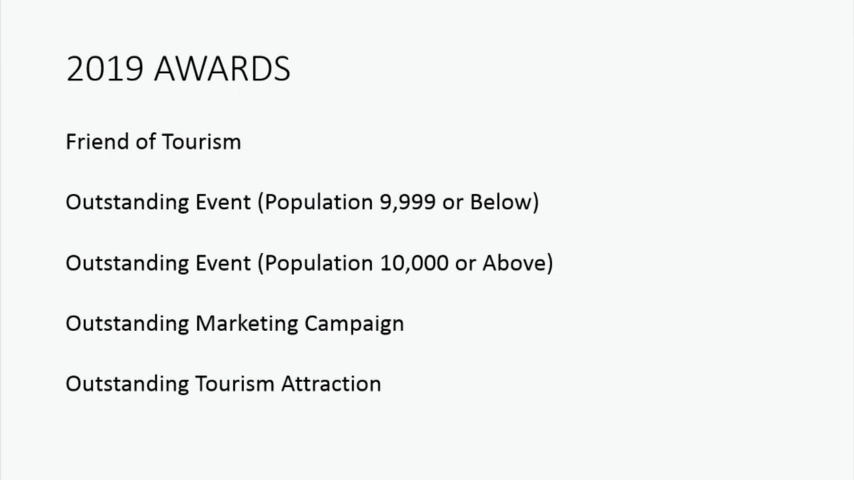 2019 AWARDS
Friend of Tourism
Outstanding Event (Population 9,999 or Below)
Outstanding Event (Population 10,000 or Above)
Outstanding Marketing Campaign
Outstanding Tourism Attraction